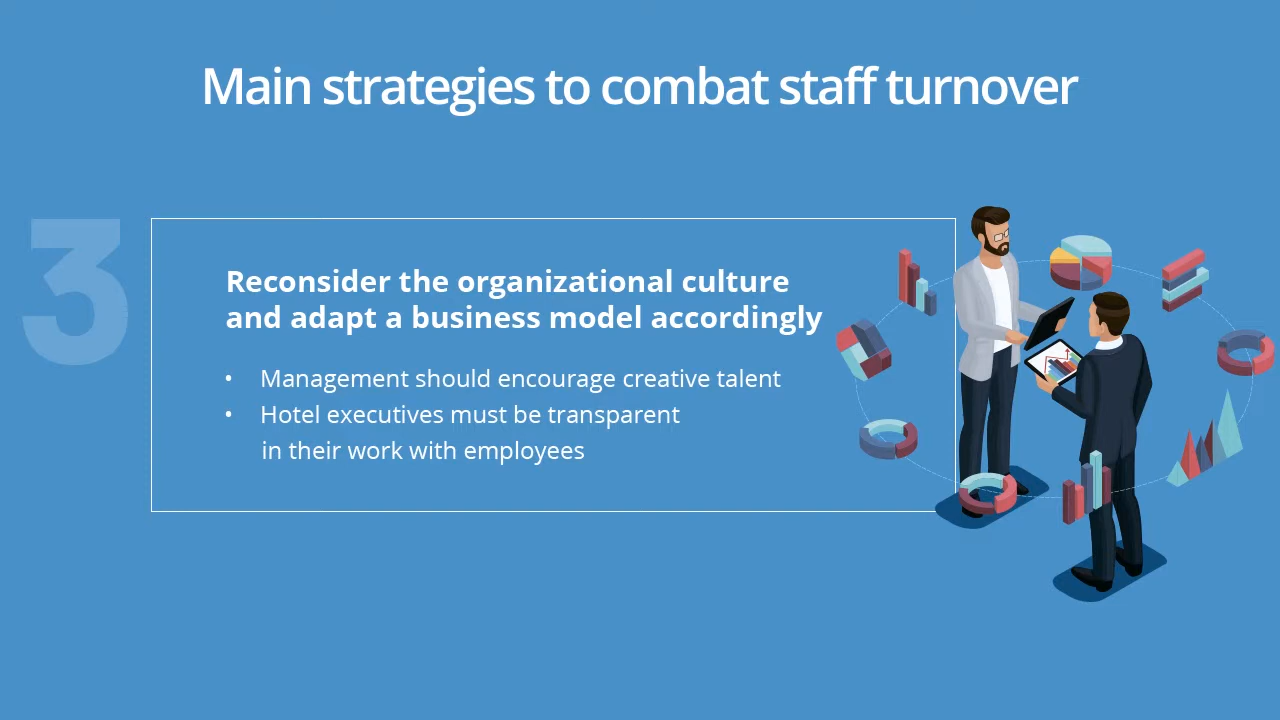 Main strategies to combat staff turnover
3
Reconsider the organizational culture
and adapt a business model accordingly
• Management should encourage creative talent
• Hotel executives must be transparent
in their work with employees